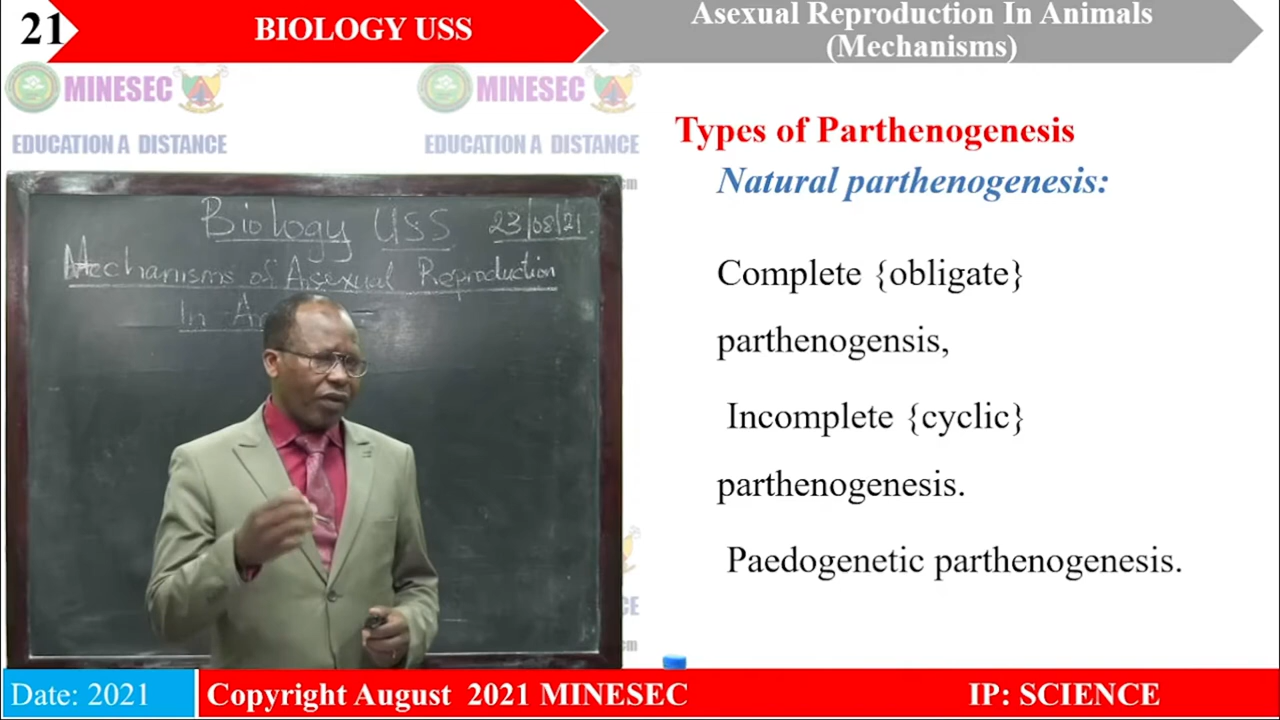 21
BIOLOGY USS
Asexual Reproduction In Animals
(Mechanisms)
MINESEC
MINESEC
EDUCATION A DISTANCE
EDUCATION A DISTANCE
Biology USS 23/08/21
Mechanisms of Asexual Reproduction
In
Types of Parthenogenesis
Natural parthenogenesis:
Complete {obligate}
parthenogensis,
Incomplete {cyclic}
parthenogenesis.
Paedogenetic parthenogenesis.
Date: 2021
Copyright August 2021 MINESEC
IP: SCIENCE